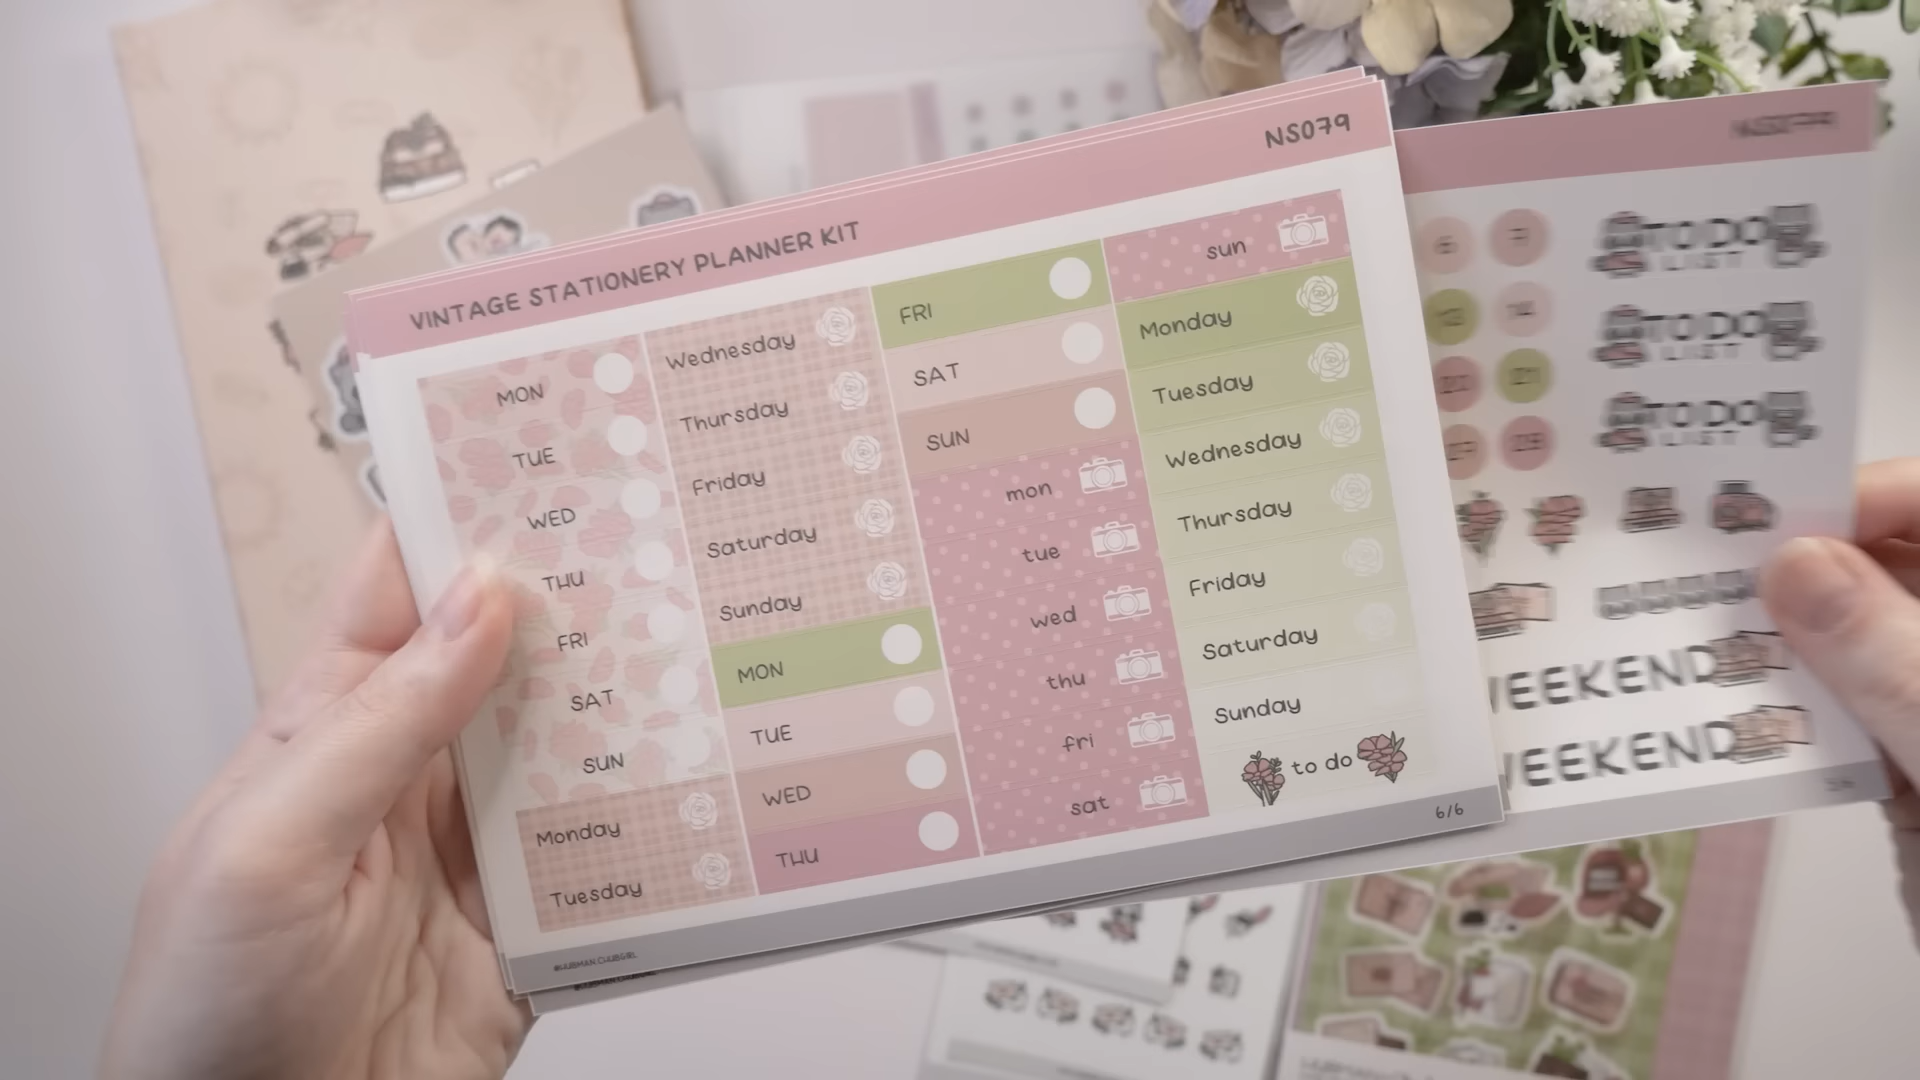 VINTAGE STATIONERY PLANNER KIT
NS079
MON
TUE
WED
THU
FRI
SAT
SUN
Monday
Tuesday
Wednesday
Thursday
Friday
Saturday
Sunday
MON
TUE
WED
THU
FRI
SAT
SUN
mon
tue
wed
thu
fri
sat
sun
Monday
Tuesday
Wednesday
Thursday
Friday
Saturday
Sunday
to do
6/6
TO DO
LIST
TO DO
LIST
TO DO
LIST
WEEKEND
WEEKEND